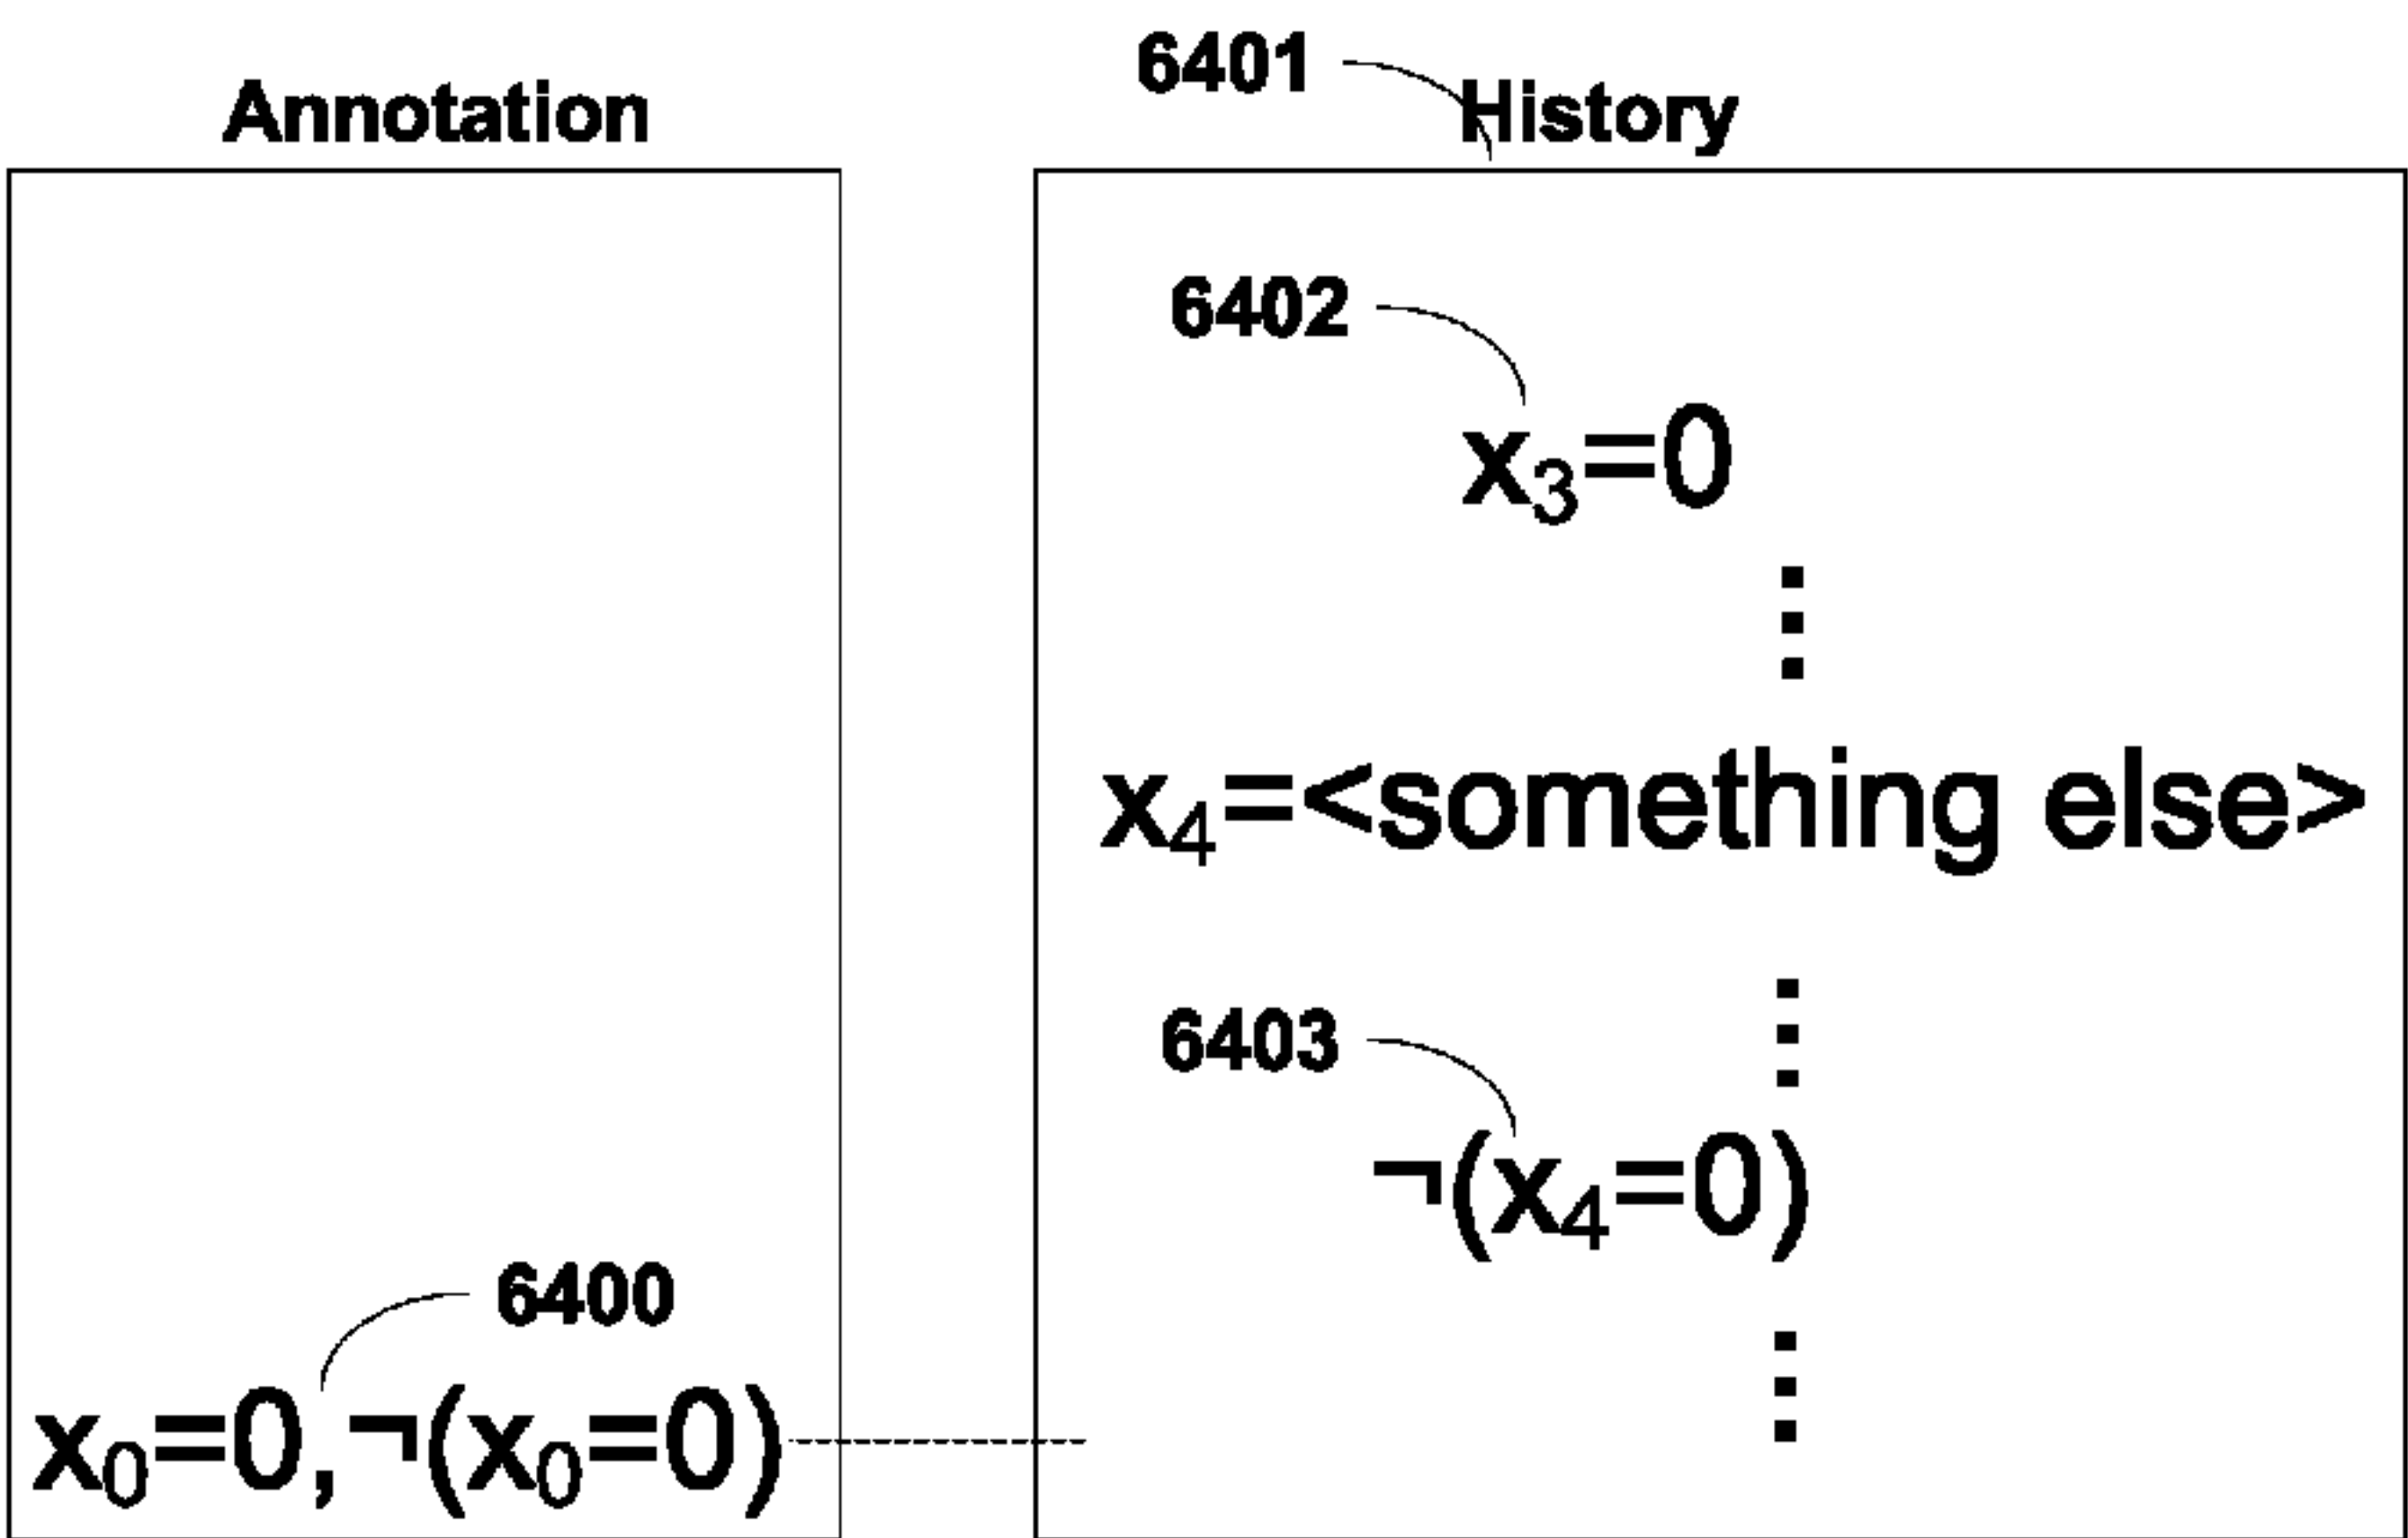 6401
Annotation
History
6402
x₃=0
x₄=<something else>
6403
¬(x₄=0)
6400
x₀=0,¬(x₀=0)